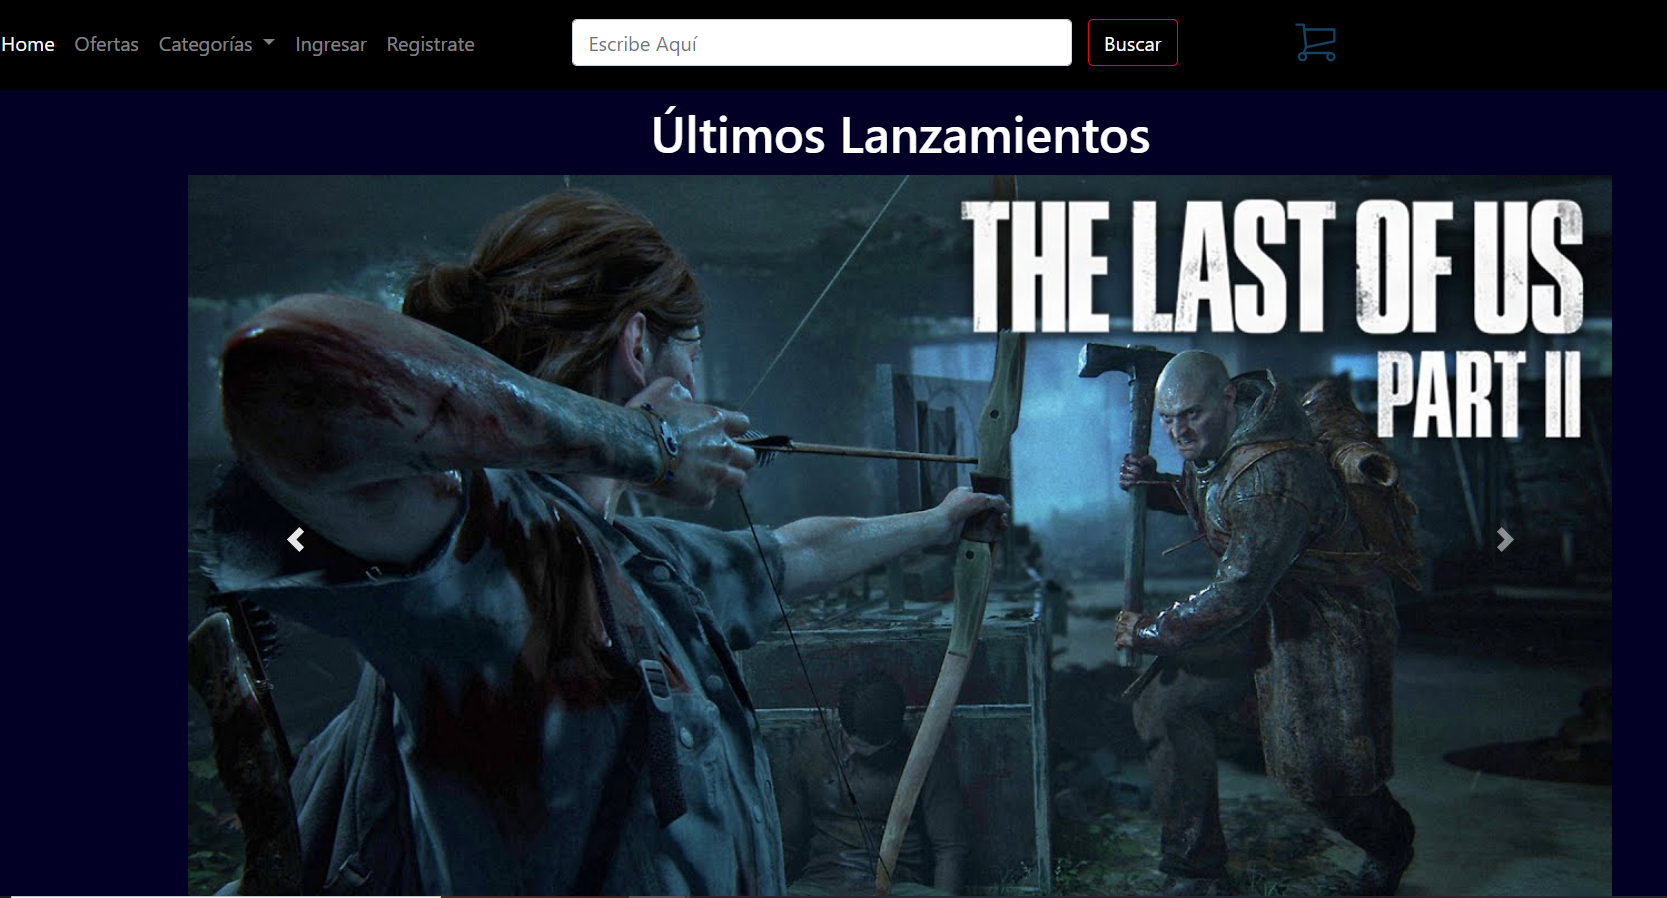 Home Ofertas Categorías Ingresar Registrate Escribe Aquí Buscar
Últimos Lanzamientos
THE LAST OF US
PART II